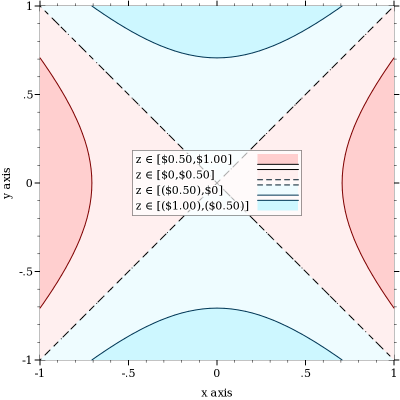 1
.5
y axis
0
-.5
-1
z ∈ [$0.50,$1.00]
z ∈ [$0,$0.50]
z ∈ [($0.50),$0]
z ∈ [($1.00),($0.50)]
-1 -.5 0 .5 1
x axis